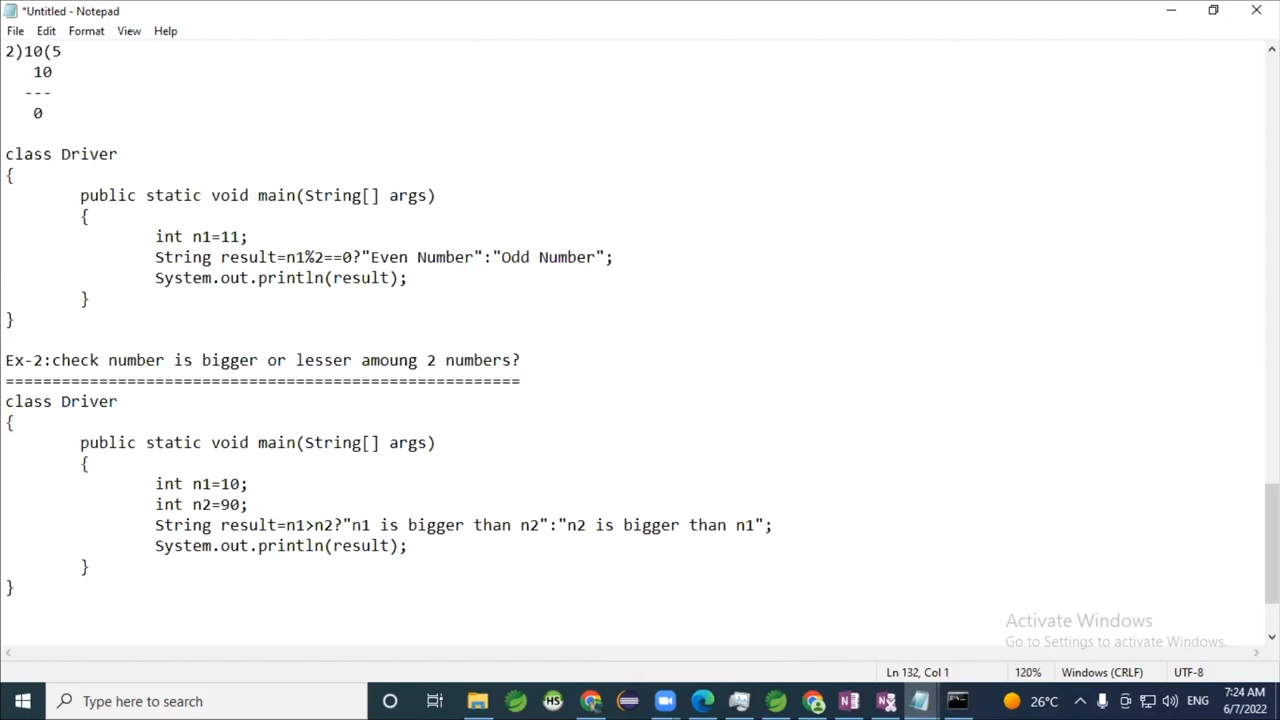 *Untitled - Notepad
File Edit Format View Help
2)10(5
10
---
0
class Driver
{
public static void main(String[] args)
{
int n1=11;
String result=n1%2==0?"Even Number":"Odd Number";
System.out.println(result);
}
}
Ex-2:check number is bigger or lesser amoung 2 numbers?
=======================================================
class Driver
{
public static void main(String[] args)
{
int n1=10;
int n2=90;
String result=n1>n2?"n1 is bigger than n2":"n2 is bigger than n1";
System.out.println(result);
}
}
Activate Windows
Go to Settings to activate Windows.
Ln 132, Col 1 120% Windows (CRLF) UTF-8
Type here to search HS 26°C ENG 7:24 AM
6/7/2022